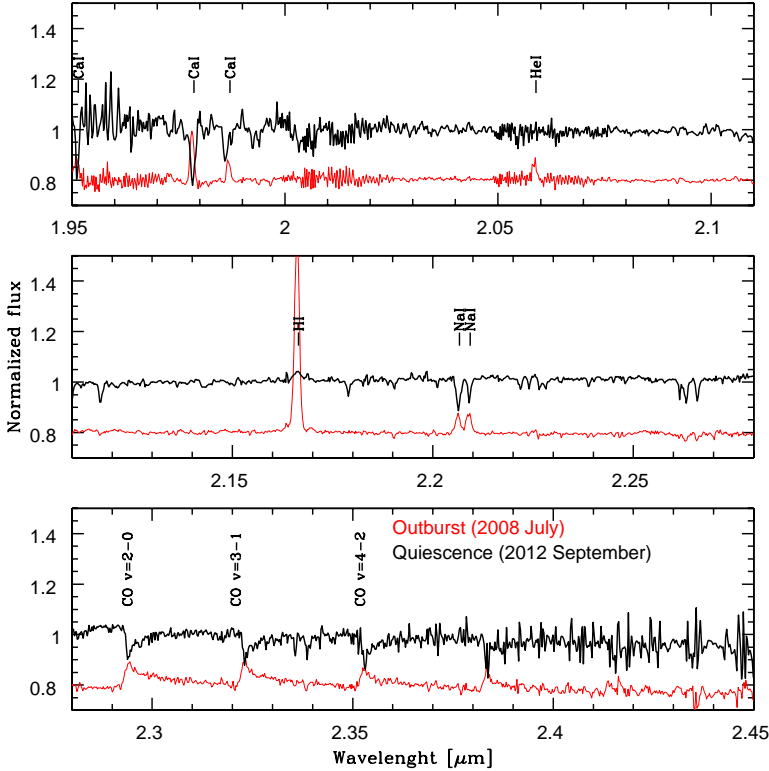 1.4
1.2
1
0.8
CaI
CaI
CaI
HeI
1.95
2
2.05
2.1
Normalized flux
1.4
1.2
1
0.8
HI
NaI
NaI
2.15
2.2
2.25
1.4
1.2
1
0.8
CO v=2-0
CO v=3-1
CO v=4-2
Outburst (2008 July)
Quiescence (2012 September)
2.3
2.35
2.4
2.45
Wavelenght [μm]